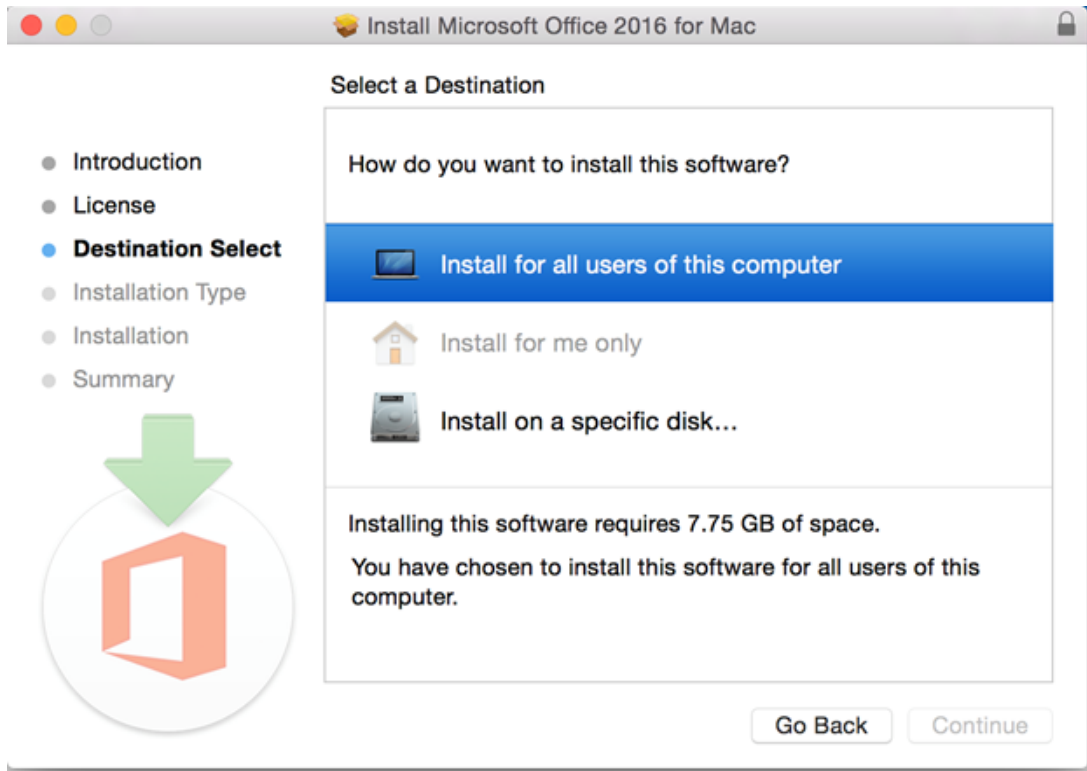 Install Microsoft Office 2016 for Mac
Select a Destination
Introduction
License
Destination Select
Installation Type
Installation
Summary
How do you want to install this software?
Install for all users of this computer
Install for me only
Install on a specific disk...
Installing this software requires 7.75 GB of space.
You have chosen to install this software for all users of this
computer.
Go Back
Continue